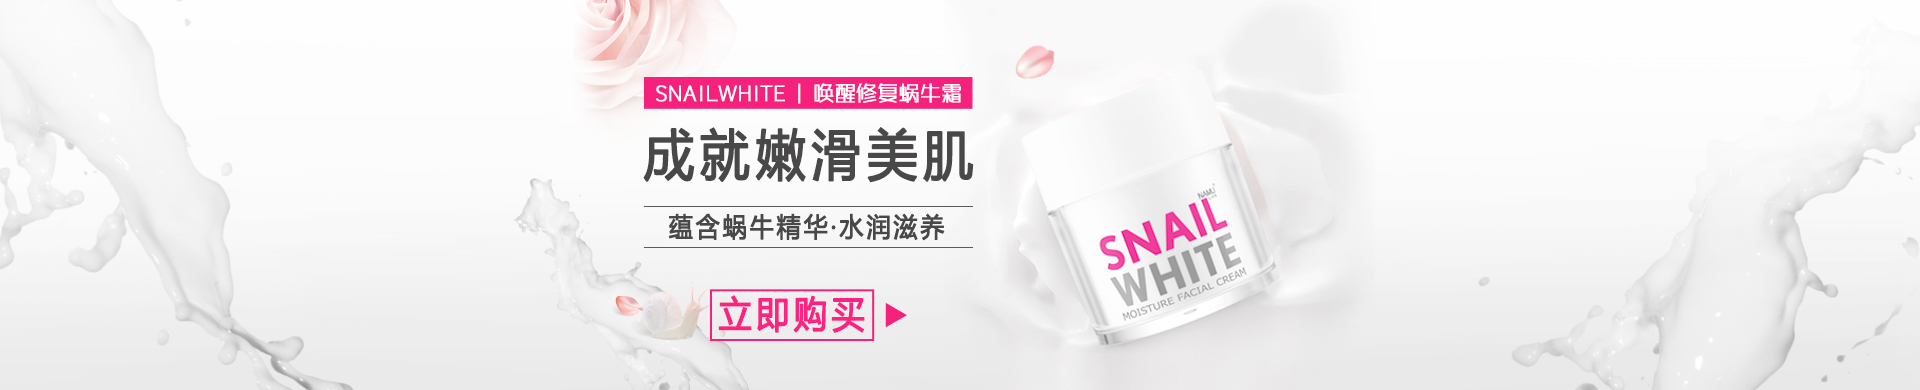 SNAILWHITE | 唤醒修复蜗牛霜
成就嫩滑美肌
蕴含蜗牛精华·水润滋养
立即购买
NAMU
SNAIL
WHITE
MOISTURE FACIAL CREAM